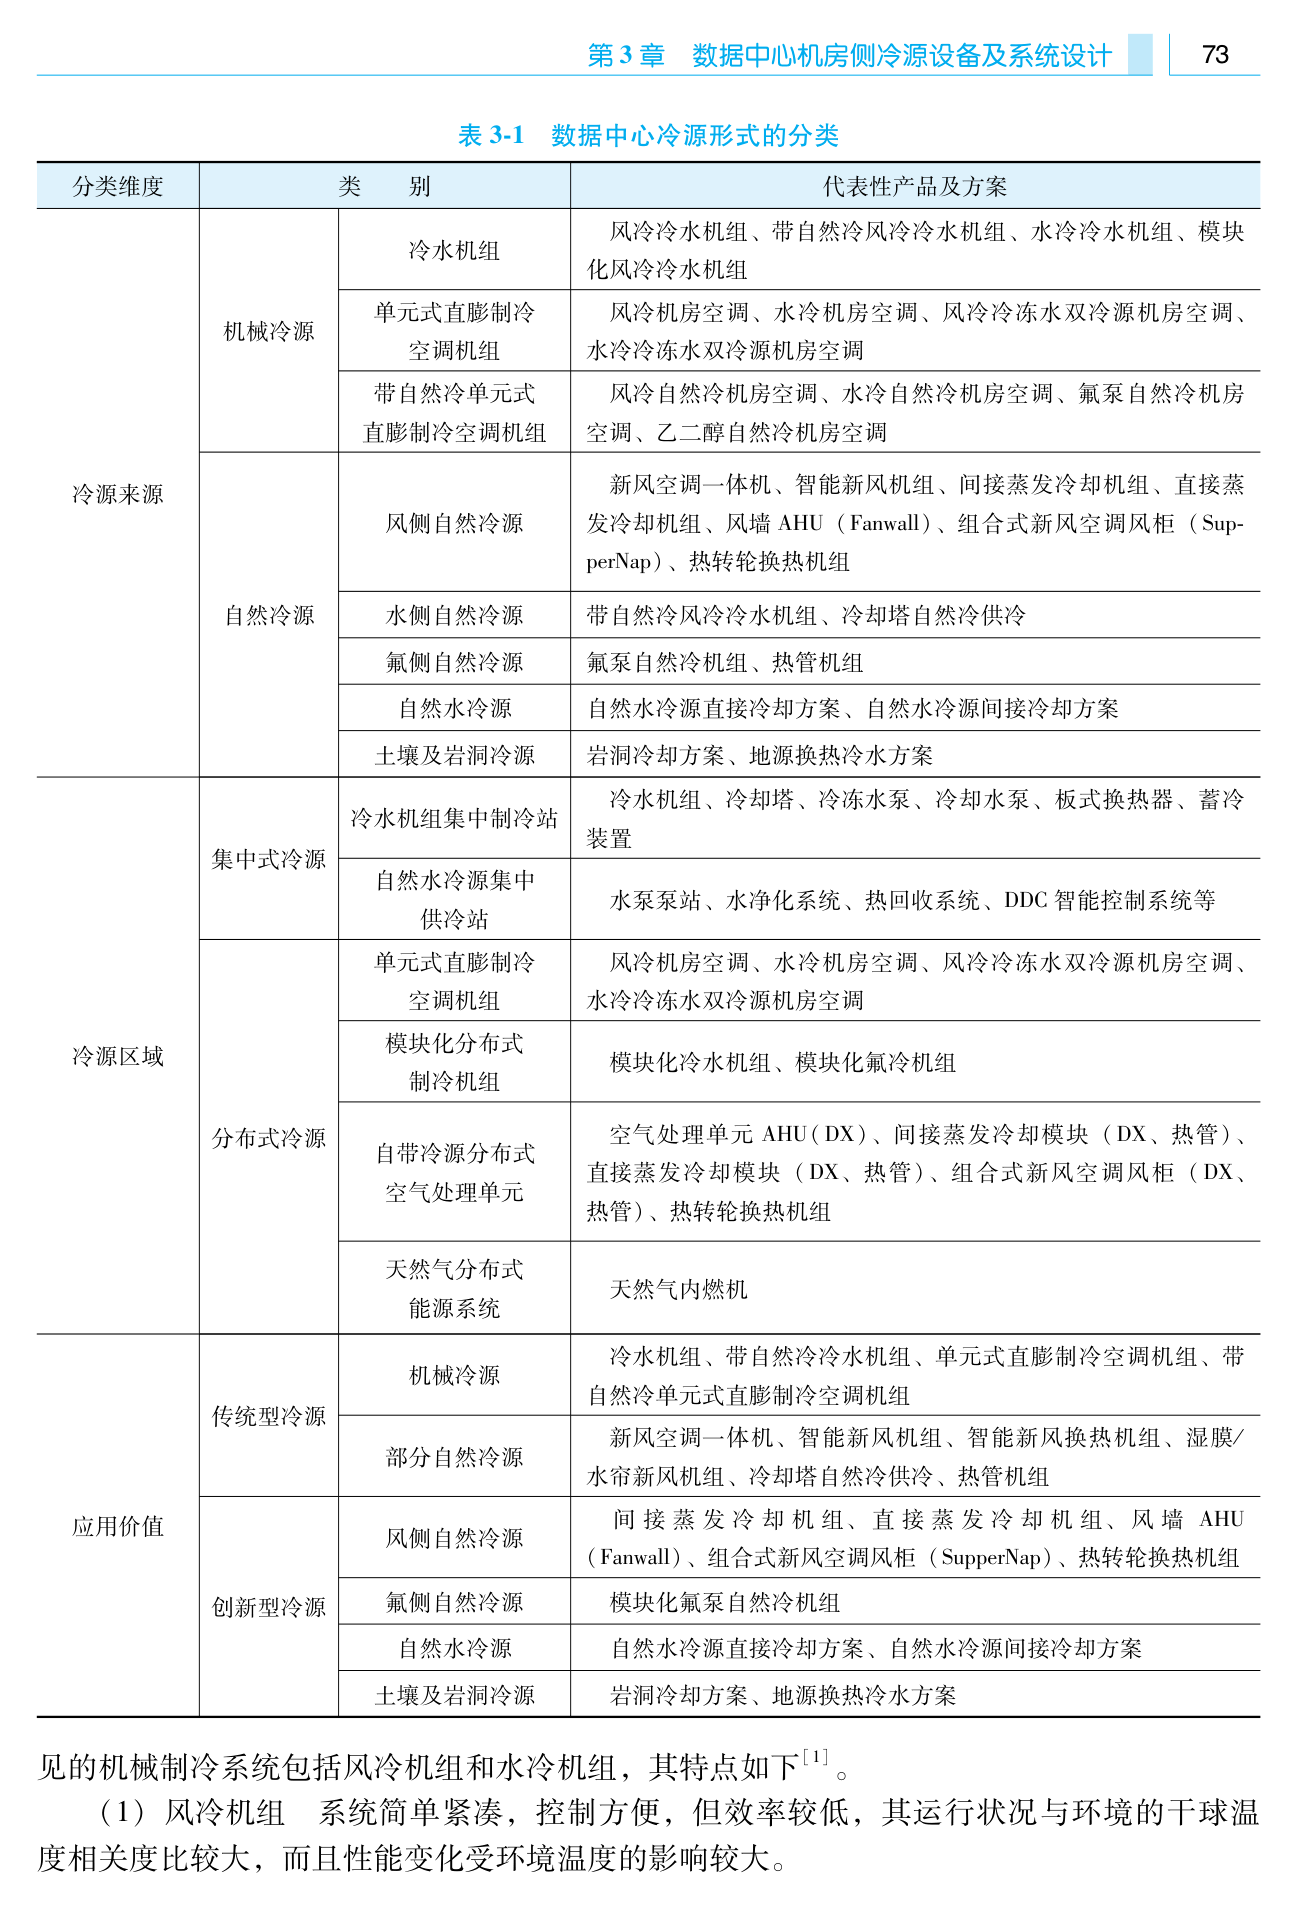 第 3 章 数据中心机房侧冷源设备及系统设计 73
表 3-1 数据中心冷源形式的分类
分类维度 类 别 代表性产品及方案
冷源来源
机械冷源
冷水机组
风冷冷水机组、带自然冷风冷冷水机组、水冷冷水机组、模块
化风冷冷水机组
单元式直膨制冷
空调机组
风冷机房空调、水冷机房空调、风冷冷冻水双冷源机房空调、
水冷冷冻水双冷源机房空调
带自然冷单元式
直膨制冷空调机组
风冷自然冷机房空调、水冷自然冷机房空调、氟泵自然冷机房
空调、乙二醇自然冷机房空调
自然冷源
风侧自然冷源
新风空调一体机、智能新风机组、间接蒸发冷却机组、直接蒸
发冷却机组、风墙 AHU（Fanwall）、组合式新风空调风柜（Sup-
perNap）、热转轮换热机组
水侧自然冷源
带自然冷风冷冷水机组、冷却塔自然冷供冷
氟侧自然冷源
氟泵自然冷机组、热管机组
自然水冷源
自然水冷源直接冷却方案、自然水冷源间接冷却方案
土壤及岩洞冷源
岩洞冷却方案、地源换热冷水方案
冷源区域
集中式冷源
冷水机组集中制冷站
冷水机组、冷却塔、冷冻水泵、冷却水泵、板式换热器、蓄冷
装置
自然水冷源集中
供冷站
水泵泵站、水净化系统、热回收系统、DDC 智能控制系统等
分布式冷源
单元式直膨制冷
空调机组
风冷机房空调、水冷机房空调、风冷冷冻水双冷源机房空调、
水冷冷冻水双冷源机房空调
模块化分布式
制冷机组
模块化冷水机组、模块化氟冷机组
自带冷源分布式
空气处理单元
空气处理单元 AHU（DX）、间接蒸发冷却模块（DX、热管）、
直接蒸发冷却模块（DX、热管）、组合式新风空调风柜（DX、
热管）、热转轮换热机组
天然气分布式
能源系统
天然气内燃机
应用价值
传统型冷源
机械冷源
冷水机组、带自然冷冷水机组、单元式直膨制冷空调机组、带
自然冷单元式直膨制冷空调机组
部分自然冷源
新风空调一体机、智能新风机组、智能新风换热机组、湿膜/
水帘新风机组、冷却塔自然冷供冷、热管机组
创新型冷源
风侧自然冷源
间接蒸发冷却机组、直接蒸发冷却机组、风墙 AHU
（Fanwall）、组合式新风空调风柜（SupperNap）、热转轮换热机组
氟侧自然冷源
模块化氟泵自然冷机组
自然水冷源
自然水冷源直接冷却方案、自然水冷源间接冷却方案
土壤及岩洞冷源
岩洞冷却方案、地源换热冷水方案
见的机械制冷系统包括风冷机组和水冷机组，其特点如下[1]。
（1）风冷机组 系统简单紧凑，控制方便，但效率较低，其运行状况与环境的干球温
度相关度比较大，而且性能变化受环境温度的影响较大。